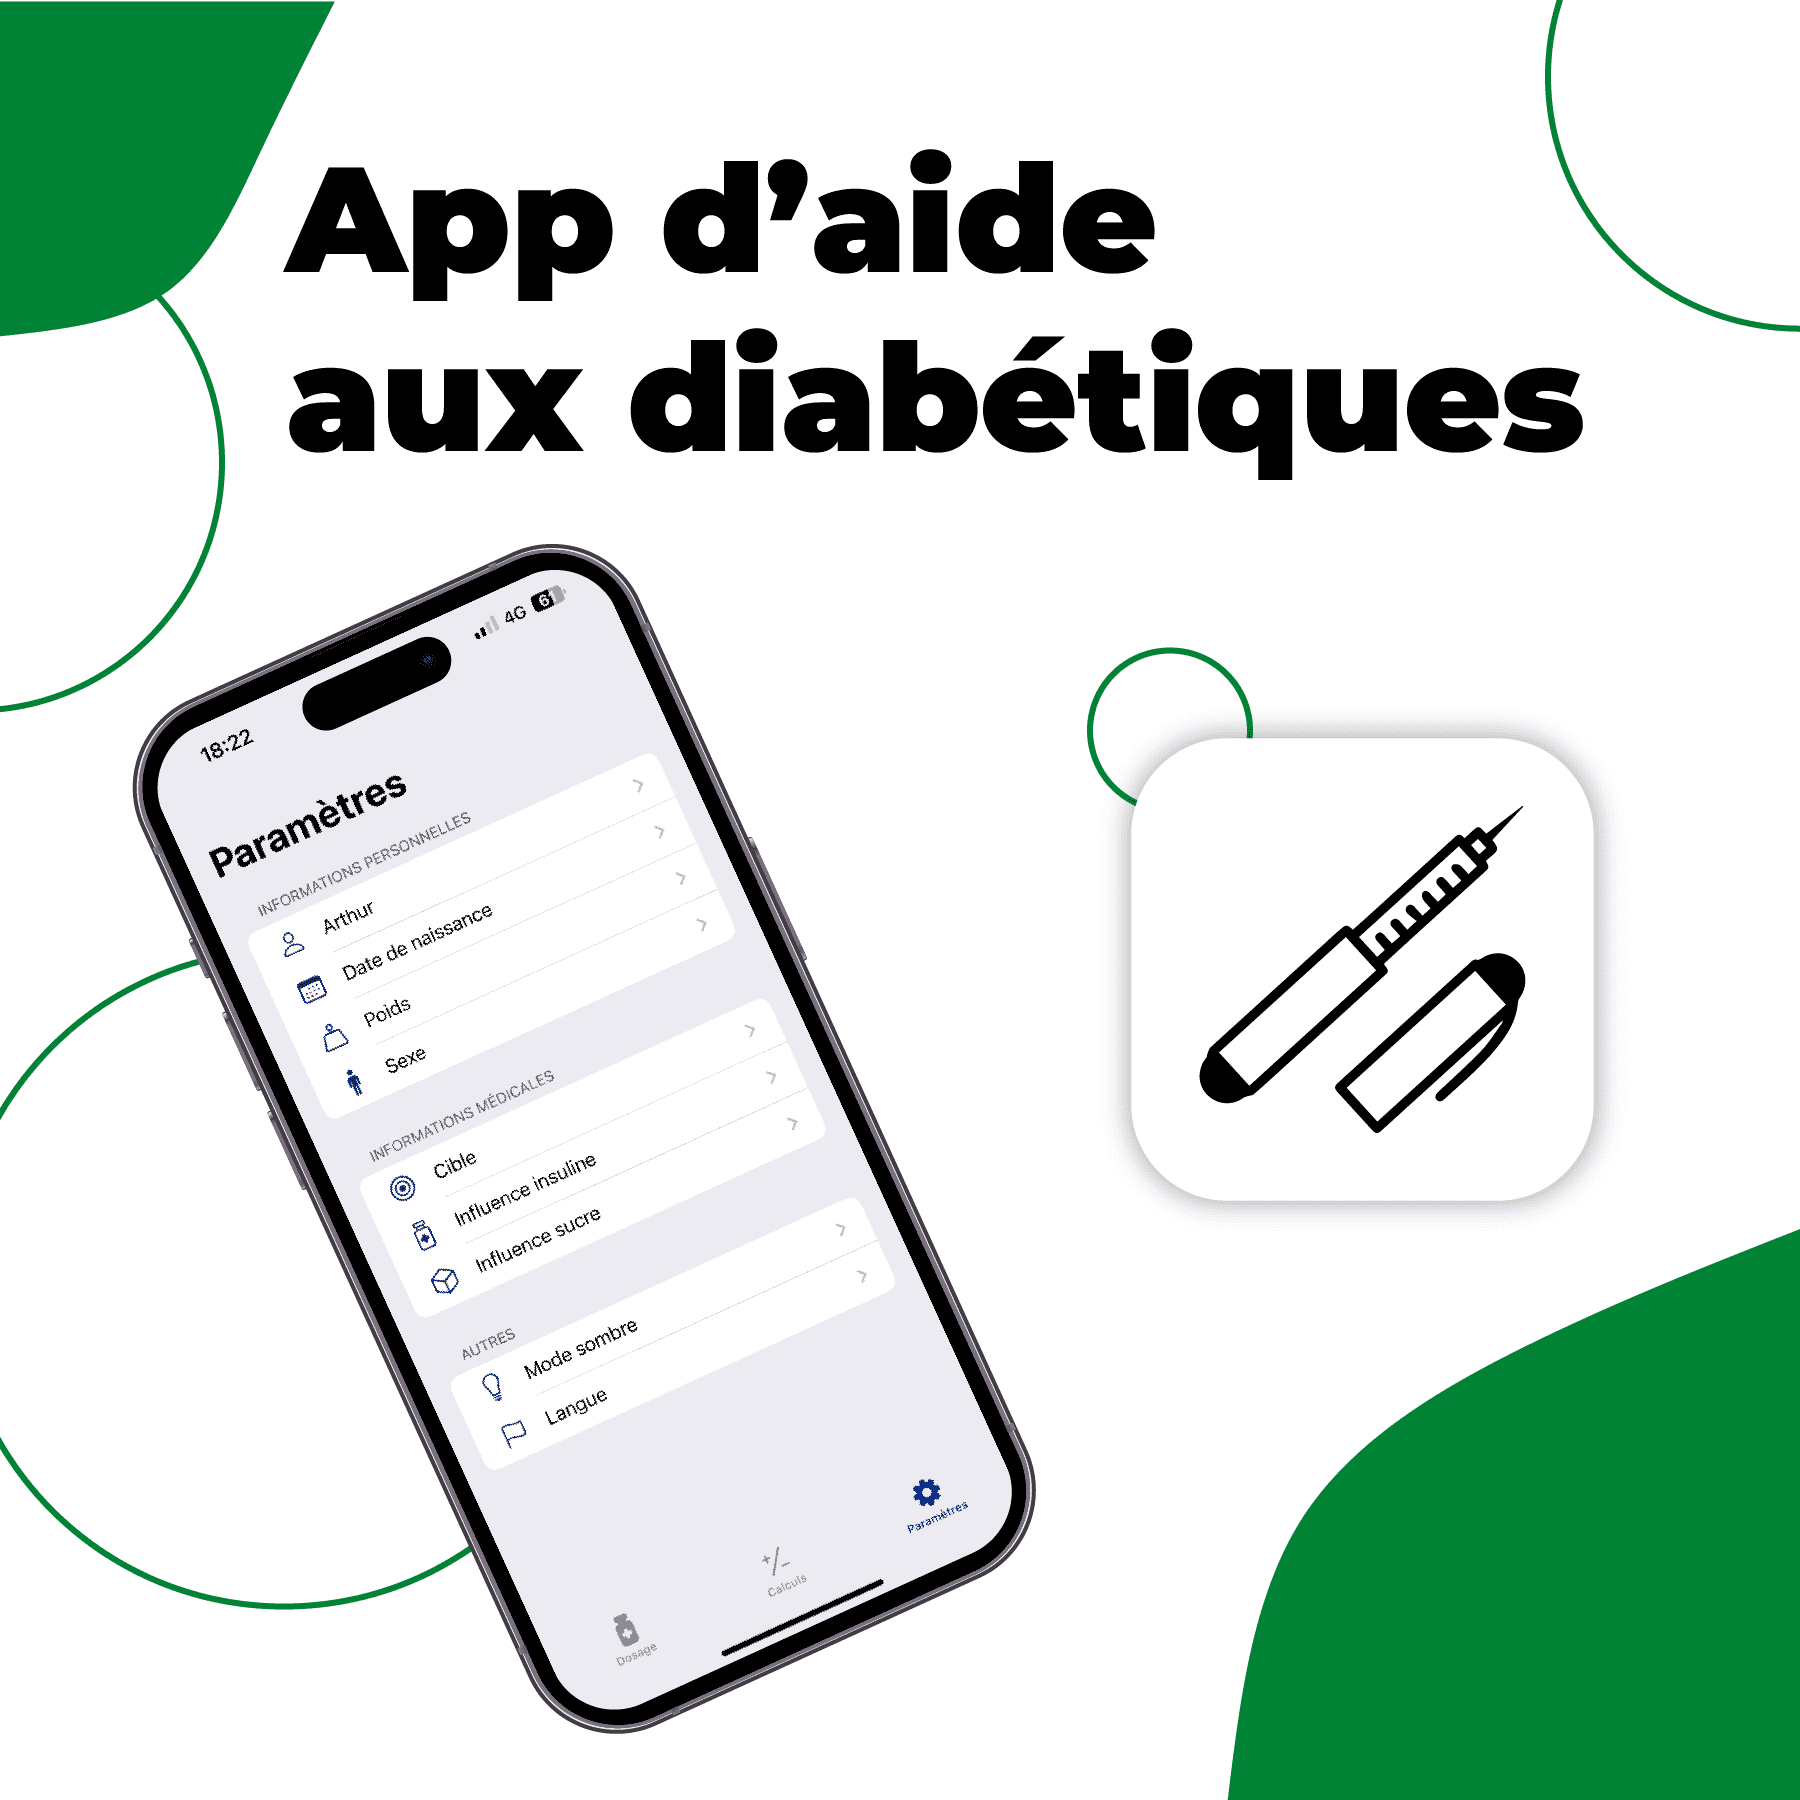 App d’aide
aux diabétiques
18:22
4G 61
Paramètres
INFORMATIONS PERSONNELLES
Arthur
Date de naissance
Poids
Sexe
INFORMATIONS MÉDICALES
Cible
Influence insuline
Influence sucre
AUTRES
Mode sombre
Langue
Dosage
Calculs
Paramètres